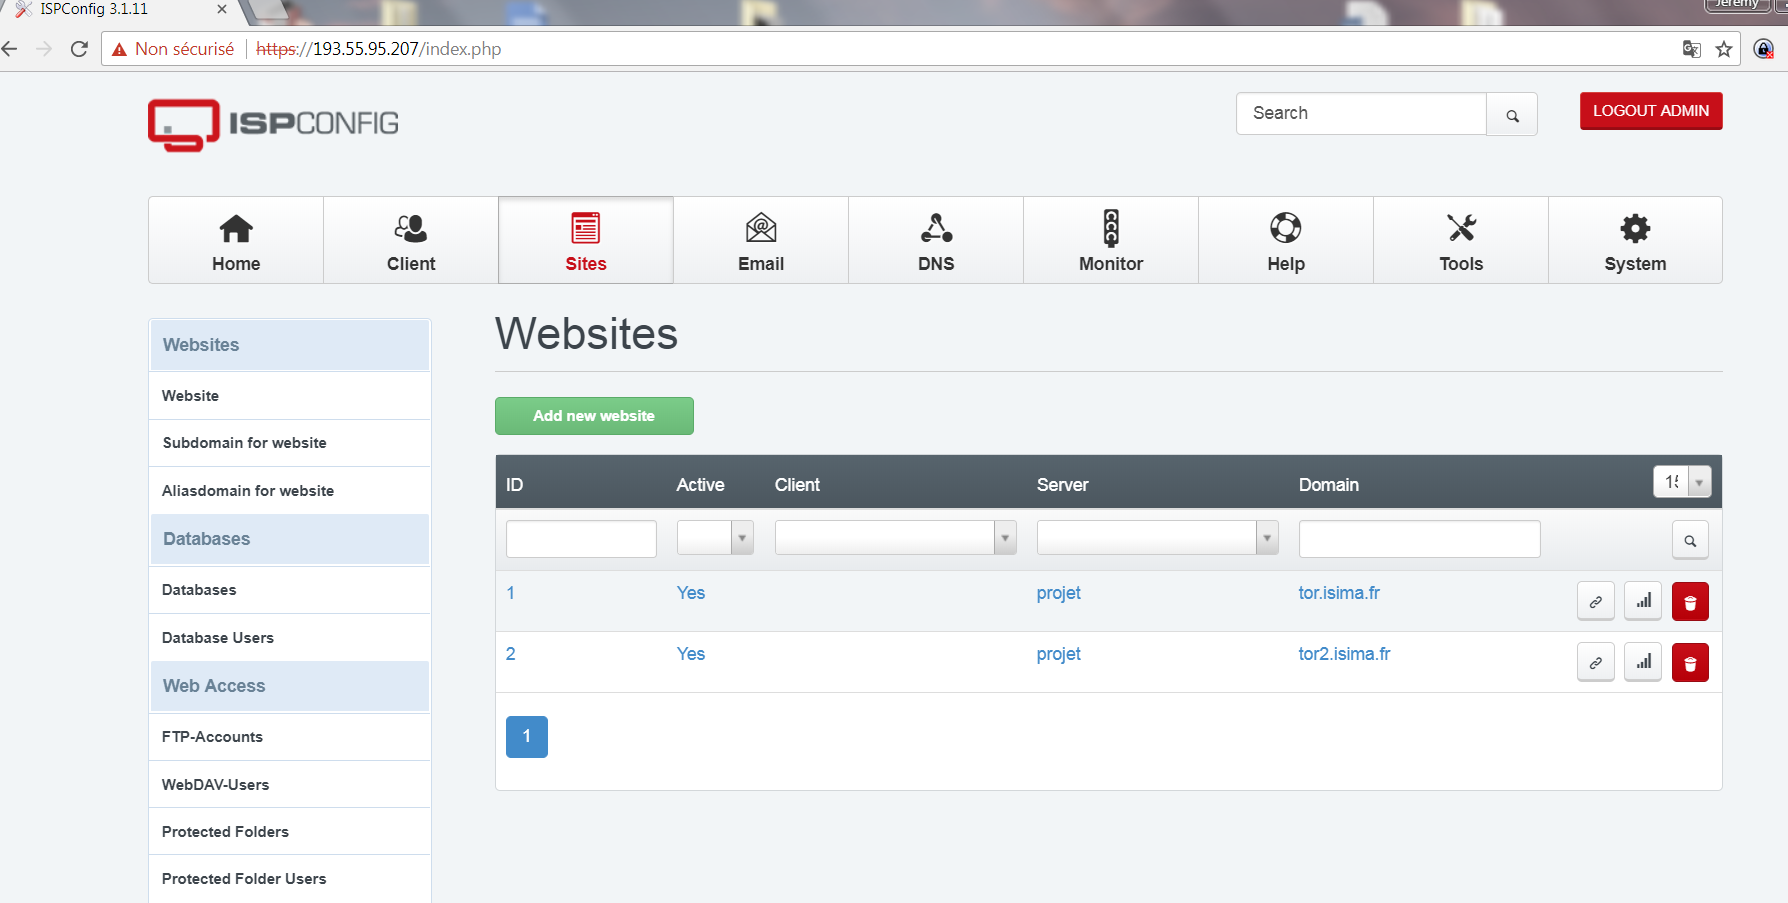 ISPConfig 3.1.11
Jeremy
Non sécurisé https://193.55.95.207/index.php
ISPCONFIG
Search
LOGOUT ADMIN
Home Client Sites Email DNS Monitor Help Tools System
Websites
Website
Subdomain for website
Aliasdomain for website
Databases
Databases
Database Users
Web Access
FTP-Accounts
WebDAV-Users
Protected Folders
Protected Folder Users
Websites
Add new website
ID Active Client Server Domain 15
1 Yes projet tor.isima.fr
2 Yes projet tor2.isima.fr
1